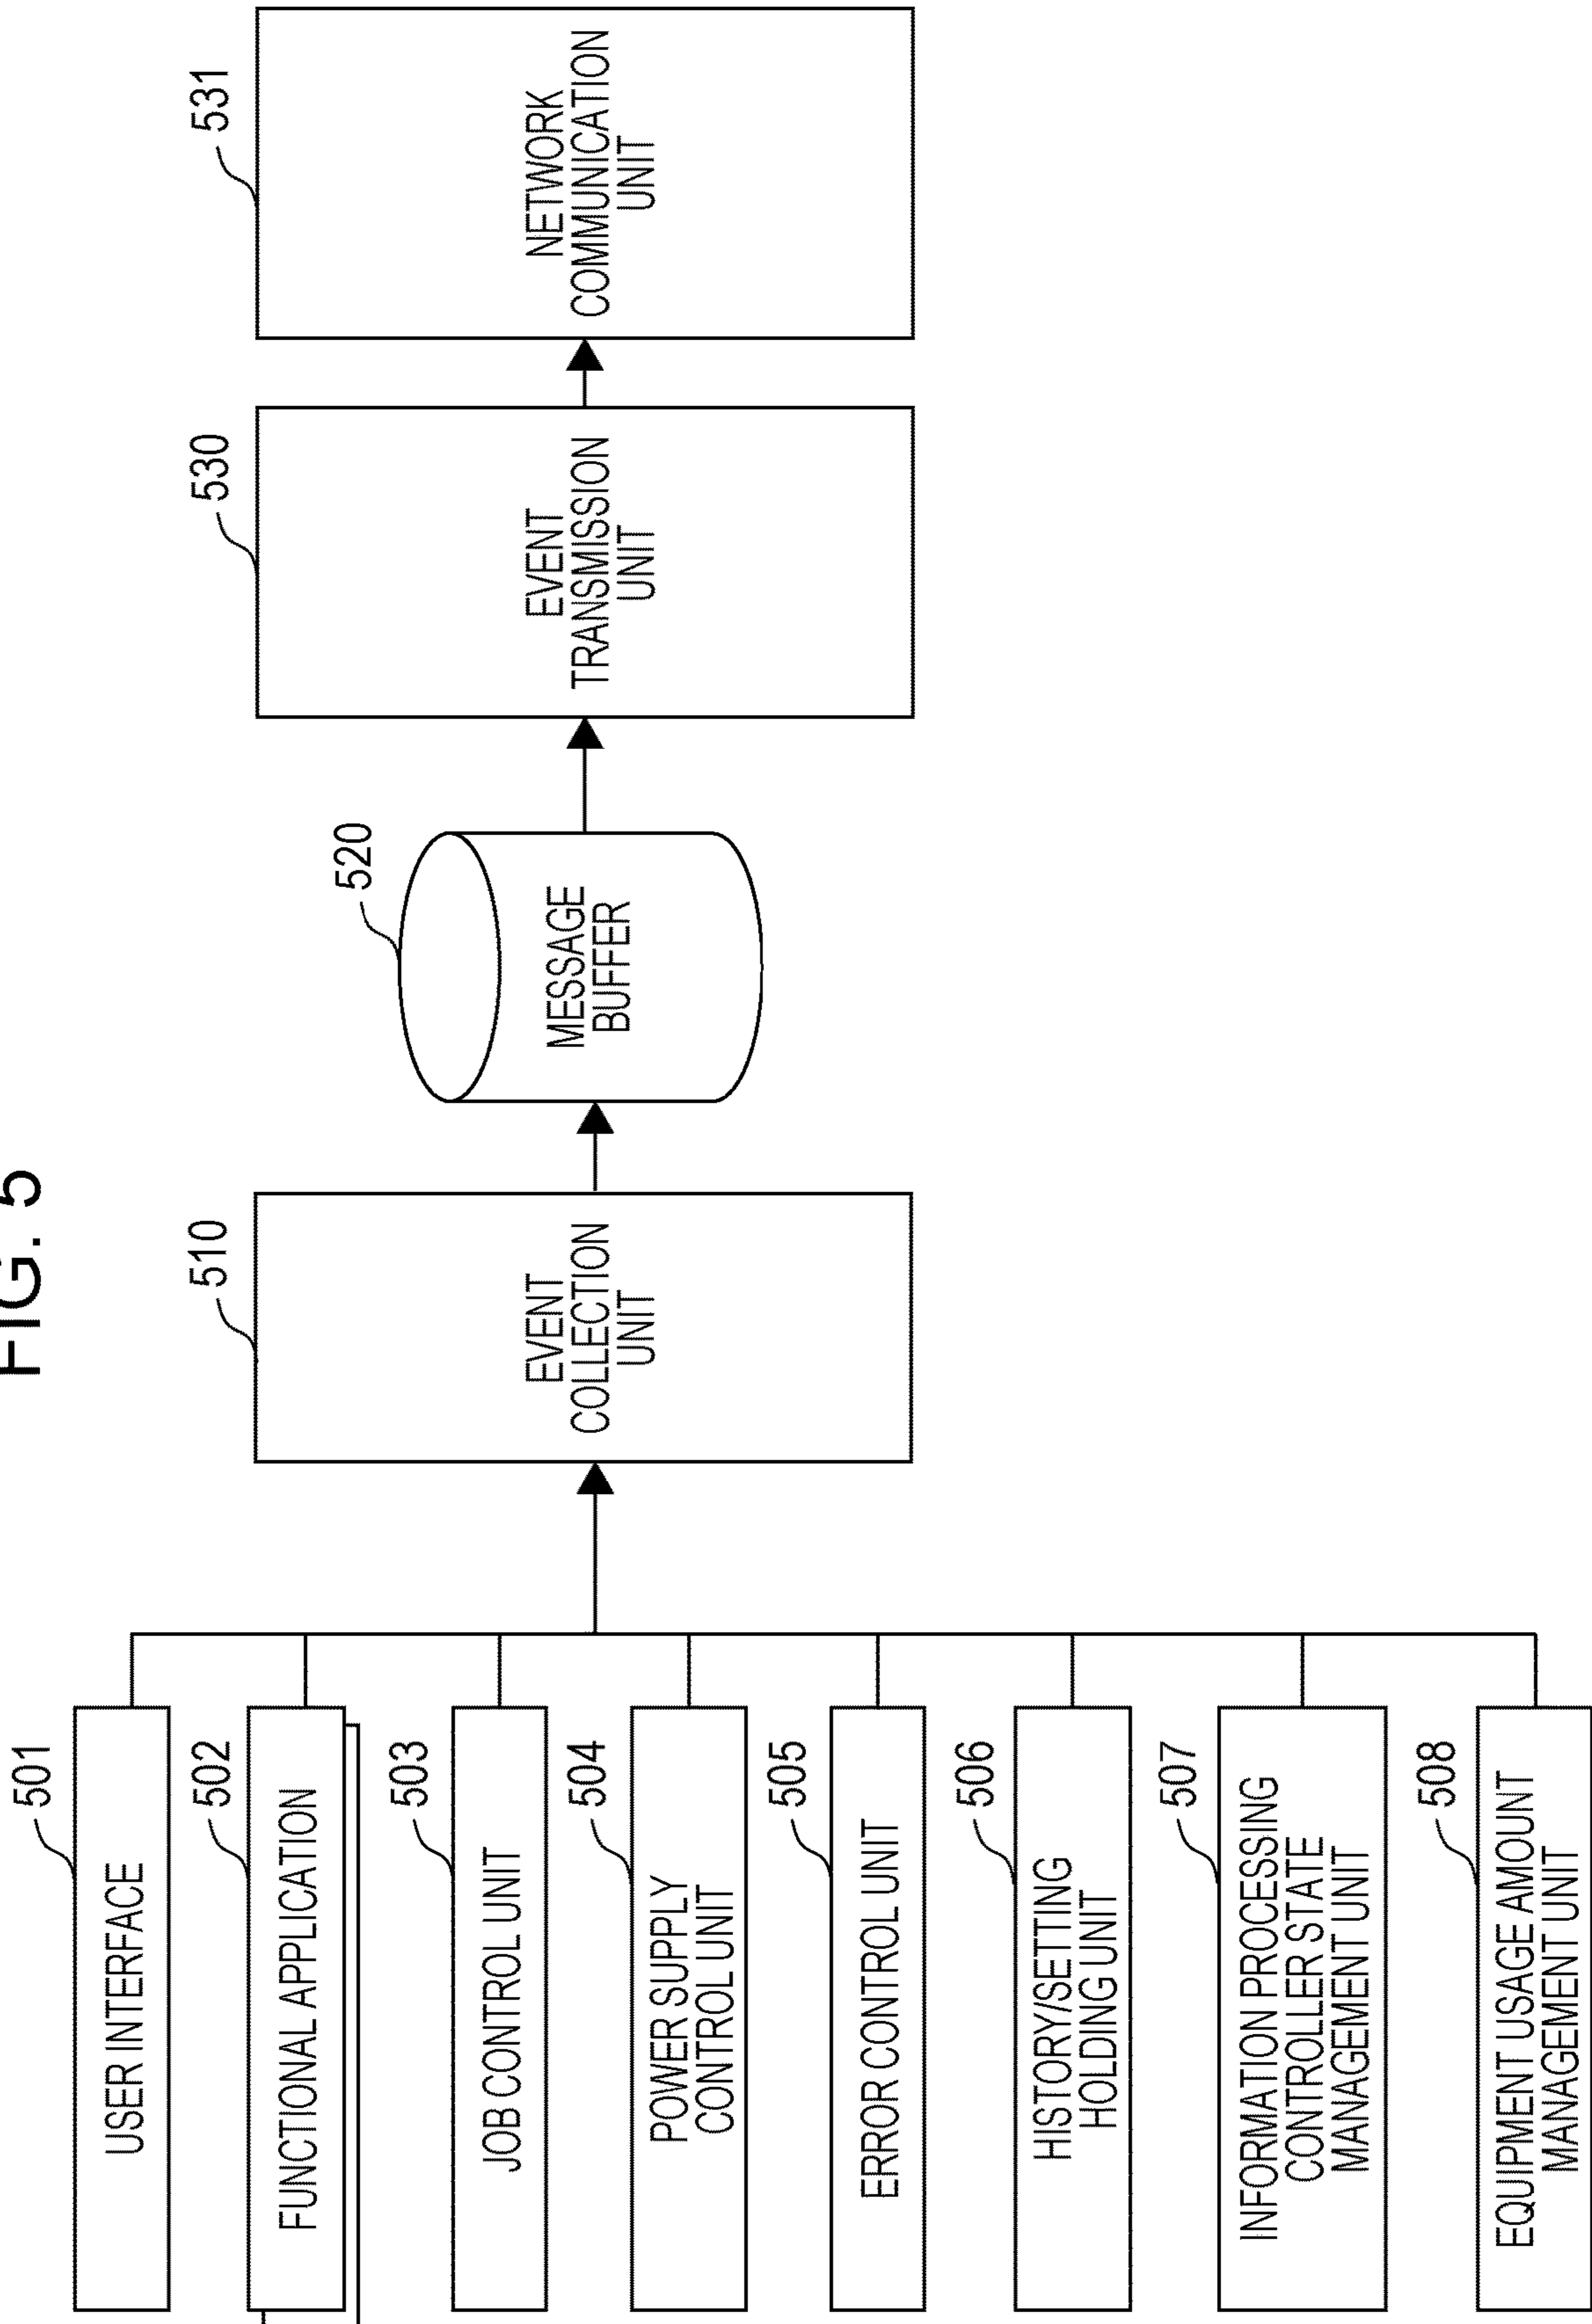 FIG. 5
501
USER INTERFACE
502
FUNCTIONAL APPLICATION
503
JOB CONTROL UNIT
504
POWER SUPPLY
CONTROL UNIT
505
ERROR CONTROL UNIT
506
HISTORY/SETTING
HOLDING UNIT
507
INFORMATION PROCESSING
CONTROLLER STATE
MANAGEMENT UNIT
508
EQUIPMENT USAGE AMOUNT
MANAGEMENT UNIT
510
EVENT
COLLECTION
UNIT
520
MESSAGE
BUFFER
530
EVENT
TRANSMISSION
UNIT
531
NETWORK
COMMUNICATION
UNIT